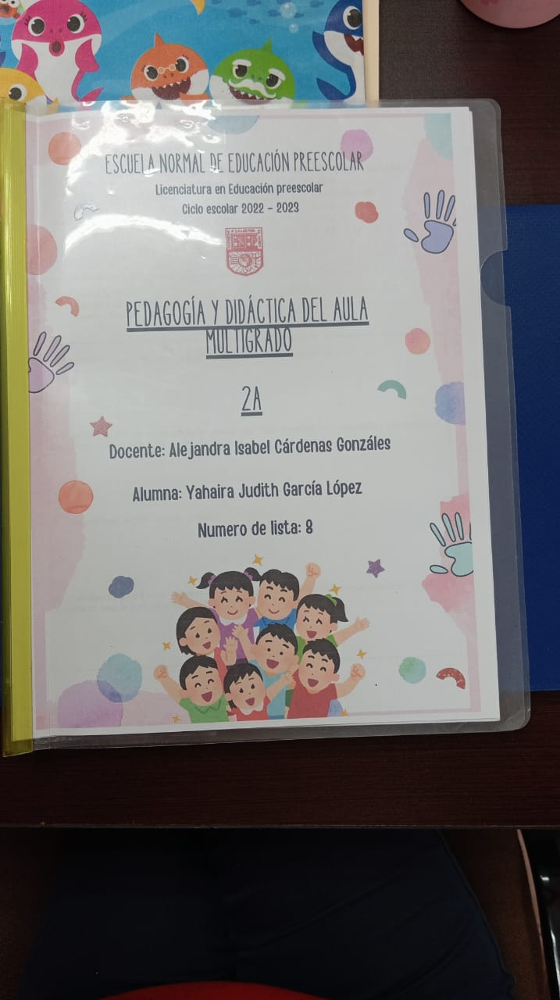 ESCUELA NORMAL DE EDUCACIÓN PREESCOLAR
Licenciatura en Educación preescolar
Ciclo escolar 2022 - 2023
PEDAGOGÍA Y DIDÁCTICA DEL AULA
MULTIGRADO
2A
Docente: Alejandra Isabel Cárdenas Gonzáles
Alumna: Yahaira Judith García López
Numero de lista: 8